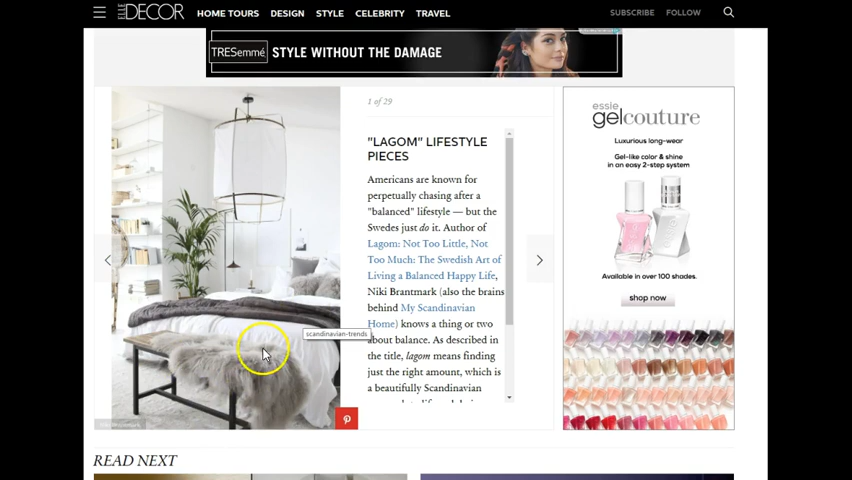 ELLE DECOR
HOME TOURS DESIGN STYLE CELEBRITY TRAVEL
SUBSCRIBE FOLLOW
TRESemmé
STYLE WITHOUT THE DAMAGE
1 of 29
"LAGOM" LIFESTYLE
PIECES
Americans are known for
perpetually chasing after a
"balanced" lifestyle — but the
Swedes just do it. Author of
Lagom: Not Too Little, Not
Too Much: The Swedish Art of
Living a Balanced Happy Life,
Niki Brantmark (also the brains
behind My Scandinavian
Home) knows a thing or two
about balance. As described in
the title, lagom means finding
just the right amount, which is
a beautifully Scandinavian
scandinavian-trends
essie
gel couture
Luxurious long-wear
Gel-like color & shine
in an easy 2-step system
Available in over 100 shades.
shop now
READ NEXT